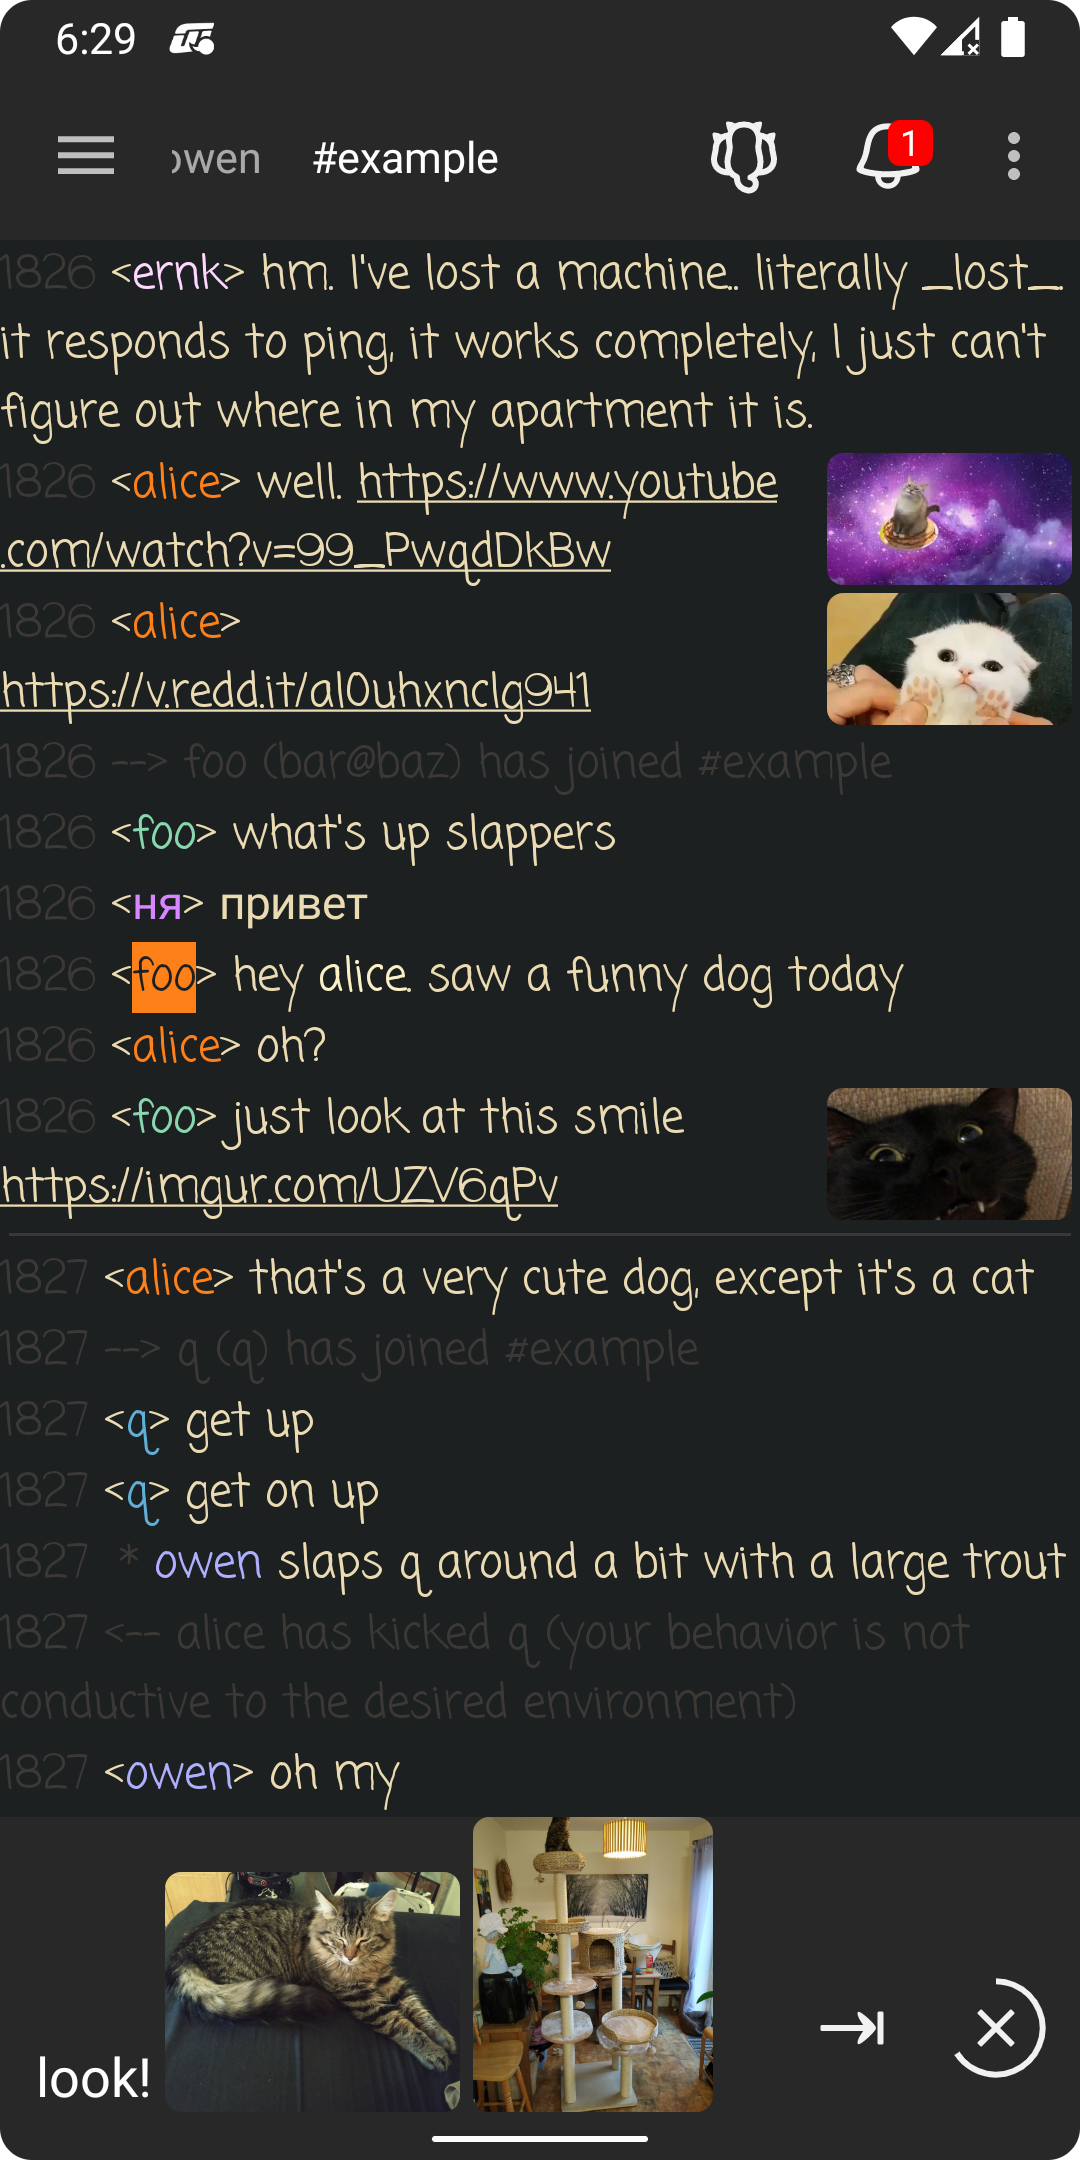 6:29
owen #example 1
1826 <ernk> hm. I've lost a machine.. literally _lost_.
it responds to ping, it works completely, I just can't
figure out where in my apartment it is.
1826 <alice> well. https://www.youtube
.com/watch?v=99_PwqdDkBw
1826 <alice>
https://v.redd.it/al0uhxnclg941
1826 --> foo (bar@baz) has joined #example
1826 <foo> what's up slappers
1826 <ня> привет
1826 <foo> hey alice. saw a funny dog today
1826 <alice> oh?
1826 <foo> just look at this smile
https://imgur.com/UZV6qPv
1827 <alice> that's a very cute dog, except it's a cat
1827 --> q (q) has joined #example
1827 <q> get up
1827 <q> get on up
1827 * owen slaps q around a bit with a large trout
1827 <-- alice has kicked q (your behavior is not
conductive to the desired environment)
1827 <owen> oh my
look!